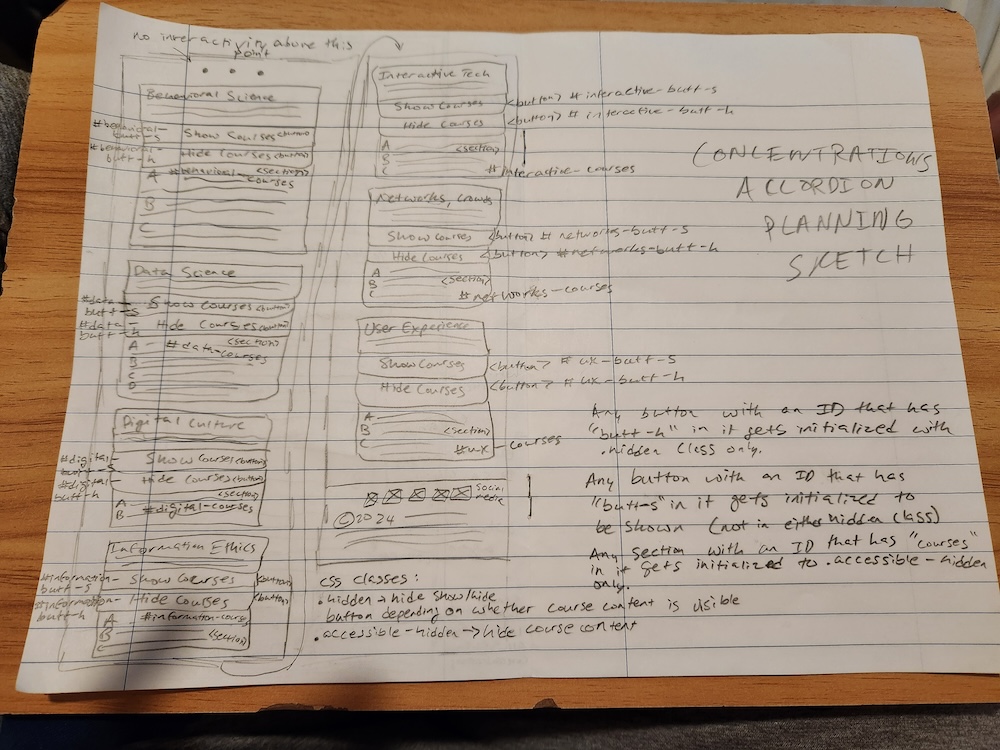 no interactivity above this
point
Behavioral Science
#behavioral-
butt-s
Show Courses <button>
#behavioral-
butt-h
Hide Courses <button>
A #behavioral- <section>
courses
B
C
Data Science
#data-
butt-s
Show Courses <button>
#data-
butt-h
Hide Courses <button>
A <section>
#data-courses
B
C
D
Digital Culture
#digital-
butt-s
Show Courses <button>
#digital-
butt-h
Hide Courses <button>
<section>
A
B #digital-courses
Information Ethics
#information-
butt-s
Show Courses <button>
#information-
butt-h
Hide Courses <button>
A #information-courses
B <section>
C
Interactive Tech
Show Courses <button> #interactive-butt-s
Hide Courses <button> #interactive-butt-h
A <section>
B
C #interactive-courses
Networks, Crowds
Show Courses <button> #networks-butt-s
Hide Courses <button> #networks-butt-h
A
B <section>
C #networks-courses
User Experience
Show Courses <button> #ux-butt-s
Hide Courses <button> #ux-butt-h
A
B <section>
C #ux-courses
Social
media
©2024
css classes:
.hidden → hide show/hide
button depending on whether course content is visible
.accessible-hidden → hide course content
CONCENTRATIONS
ACCORDION
PLANNING
SKETCH
Any button with an ID that has
"butt-h" in it gets initialized with
.hidden class only.
Any button with an ID that has
"butt-s" in it gets initialized to
be shown (not in either hidden class)
Any section with an ID that has "courses"
in it gets initialized to .accessible-hidden
only.